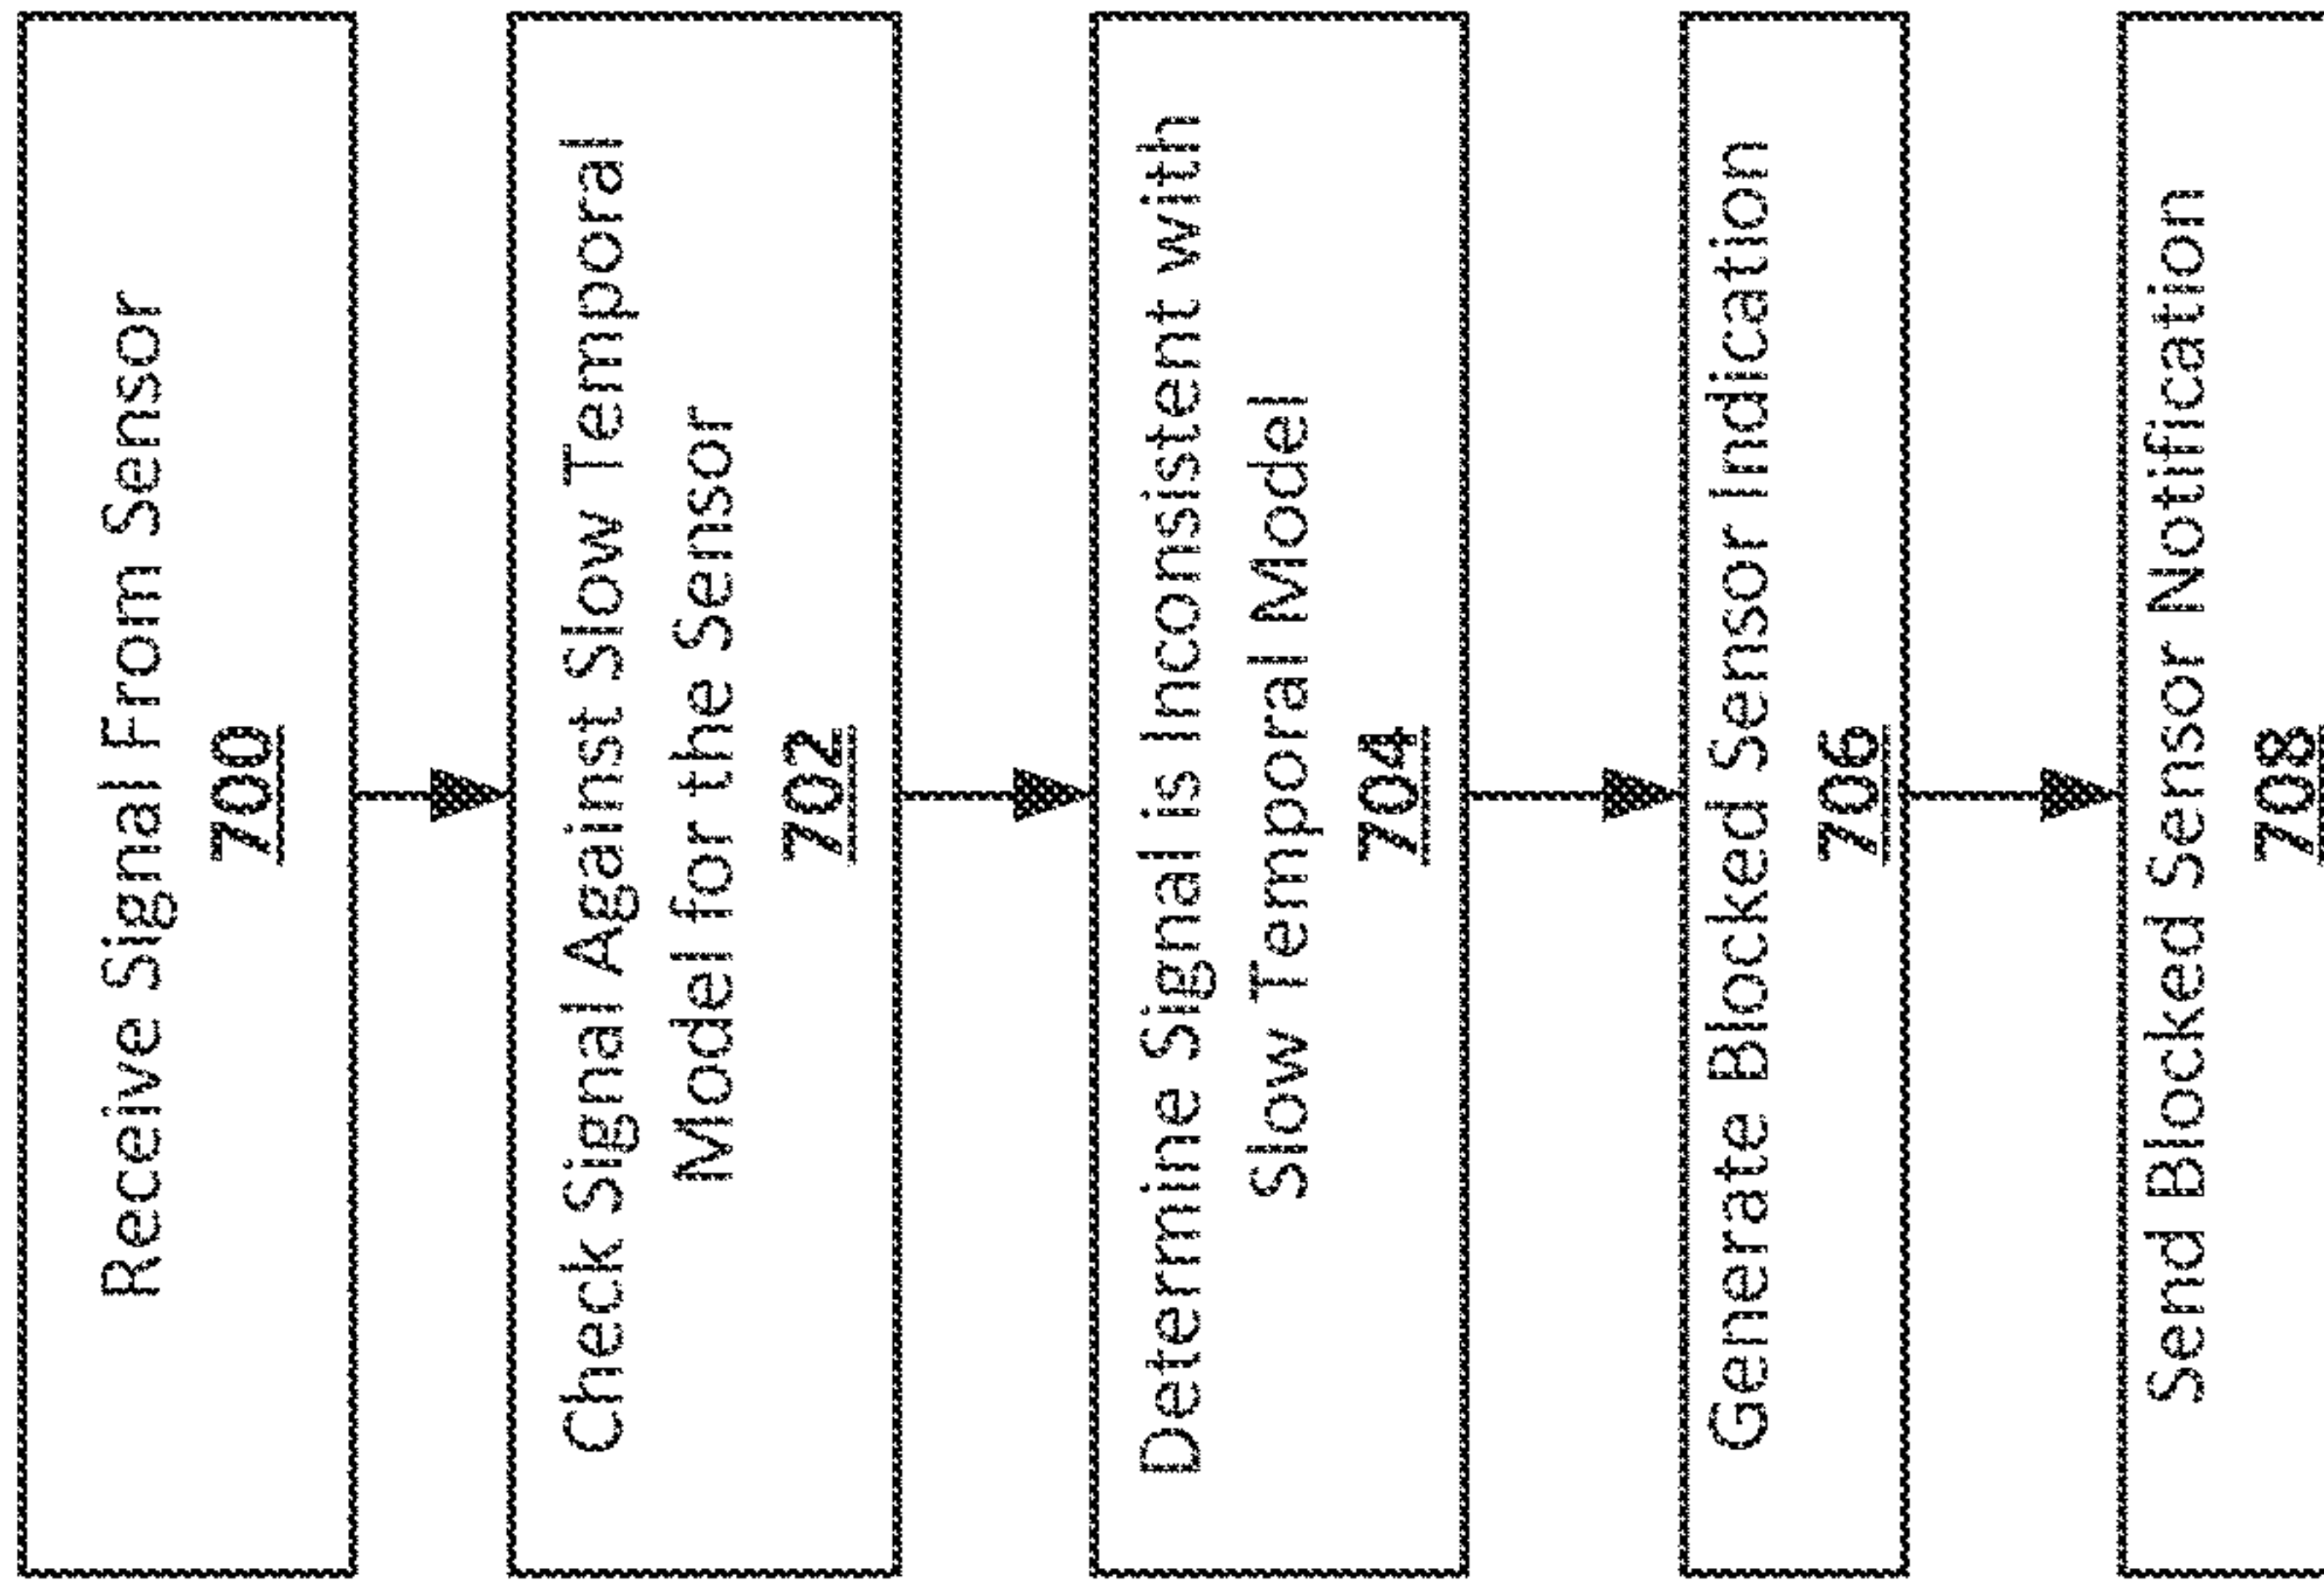 Receive Signal From Sensor
700
Check Signal Against Slow Temporal
Model for the Sensor
702
Determine Signal is Inconsistent with
Slow Temporal Model
704
Generate Blocked Sensor Indication
706
Send Blocked Sensor Notification
708